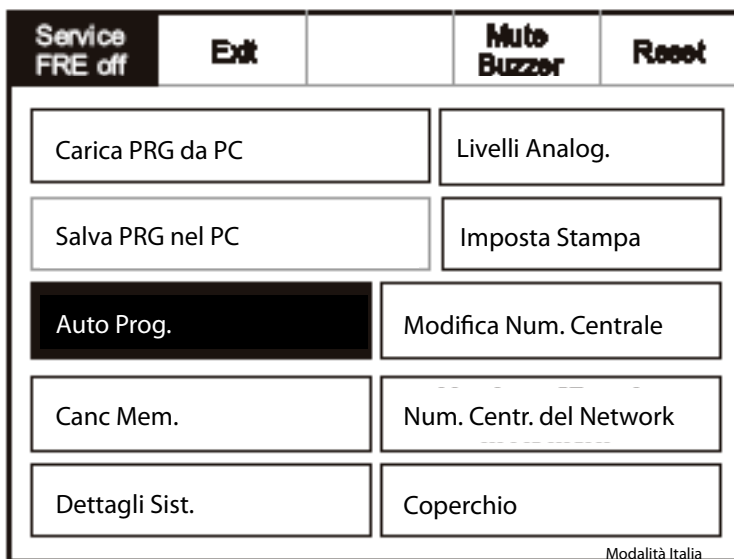 Service
FRE off
Exit
Mute
Buzzer
Reset
Carica PRG da PC
Livelli Analog.
Salva PRG nel PC
Imposta Stampa
Auto Prog.
Modifica Num. Centrale
Canc Mem.
Num. Centr. del Network
Dettagli Sist.
Coperchio
Modalità Italia